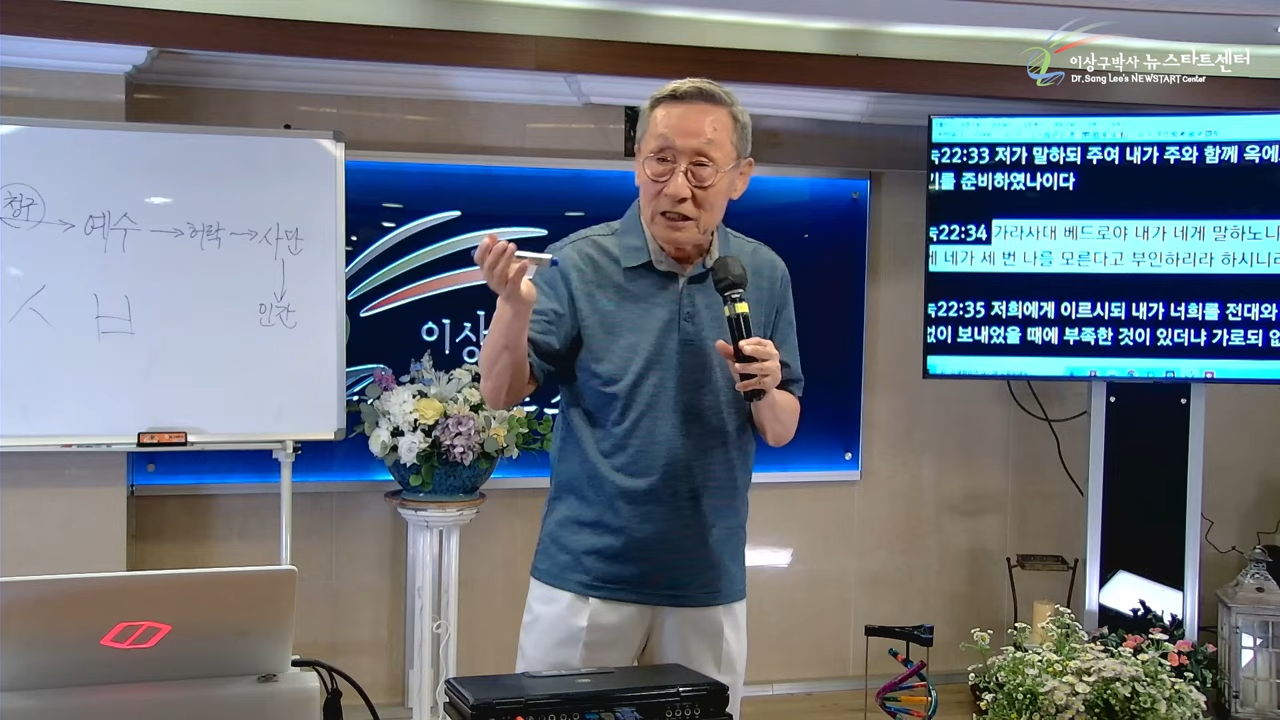 이상구박사 뉴스타트센터
Dr. Sang Lee's NEWSTART Center
청구
→ 예수 → 허락 → 사단
↓
인간
이상
눅22:33 저가 말하되 주여 내가 주와 함께 옥에
를 준비하였나이다
눅22:34 가라사대 베드로야 내가 네게 말하노니
네가 세 번 나를 모른다고 부인하리라 하시니라
눅22:35 저희에게 이르시되 내가 너희를 전대와
없이 보내었을 때에 부족한 것이 있더냐 가로되